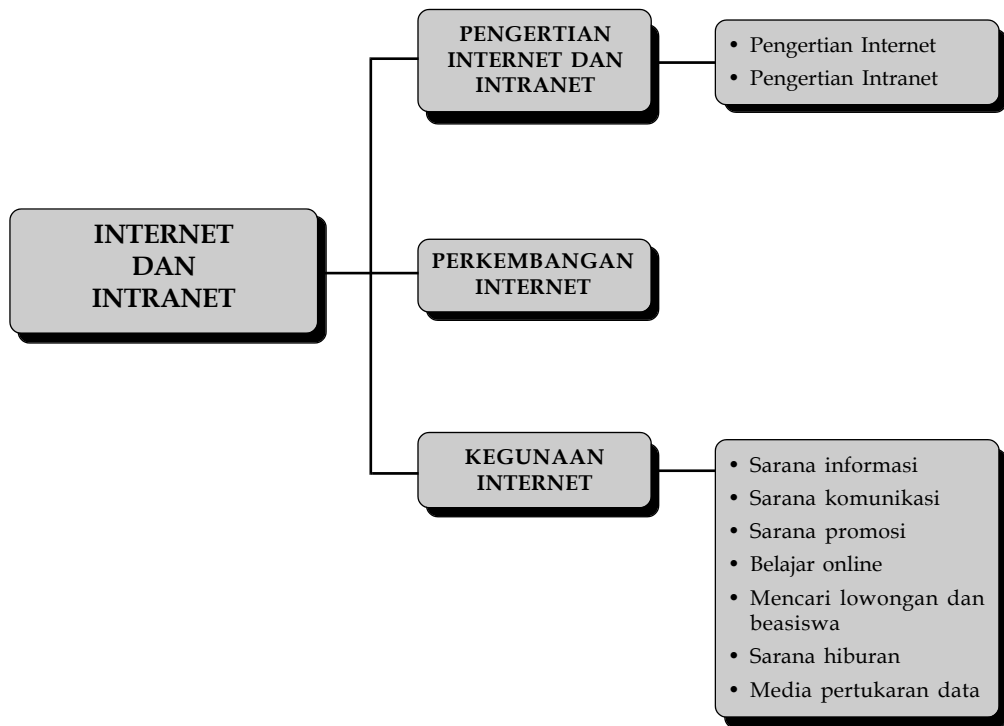 PENGERTIAN
INTERNET DAN
INTRANET
• Pengertian Internet
• Pengertian Intranet
INTERNET
DAN
INTRANET
PERKEMBANGAN
INTERNET
KEGUNAAN
INTERNET
• Sarana informasi
• Sarana komunikasi
• Sarana promosi
• Belajar online
• Mencari lowongan dan
beasiswa
• Sarana hiburan
• Media pertukaran data